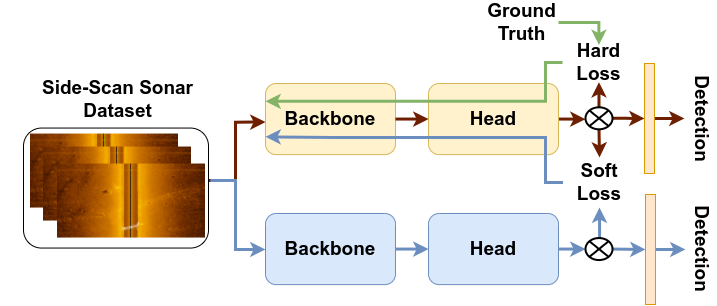 Ground
Truth
Hard
Loss
Side-Scan Sonar
Dataset
Backbone
Head
Detection
Soft
Loss
Backbone
Head
Detection